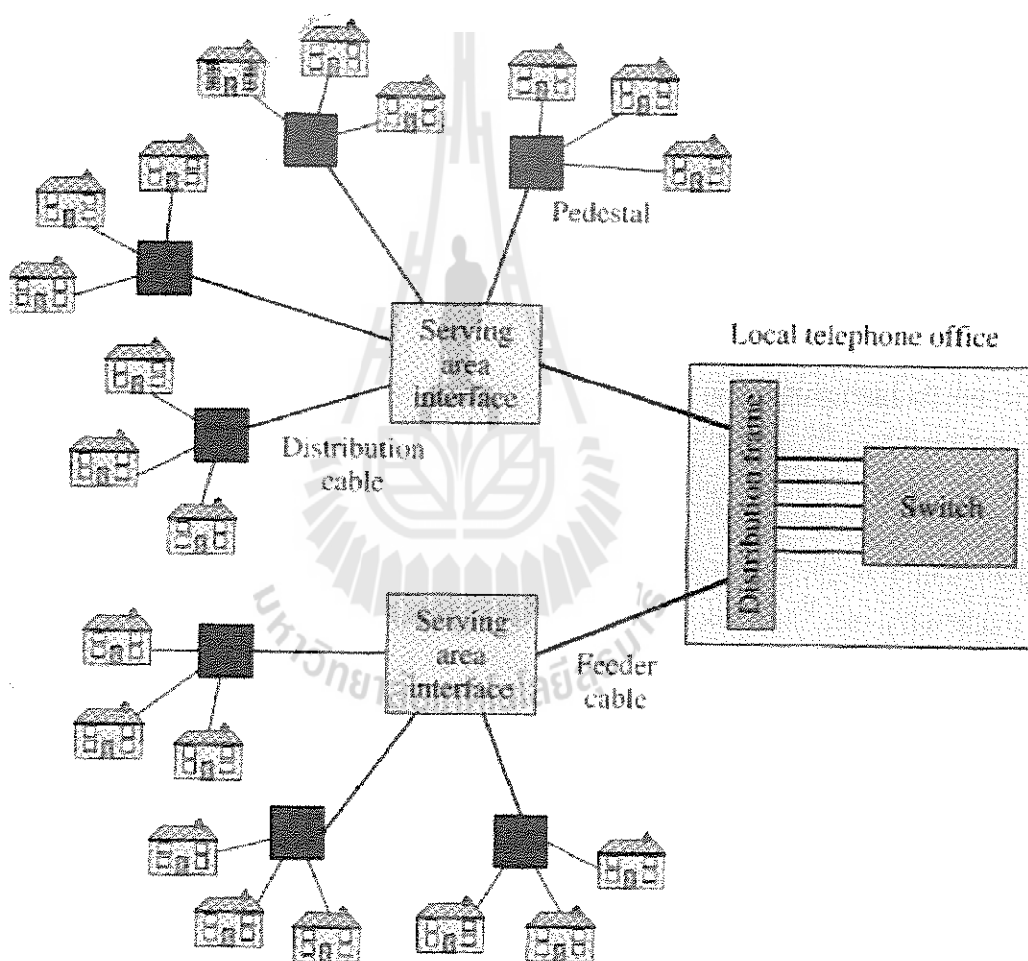 Pedestal
Serving
area
interface
Local telephone office
Distribution frame
Switch
Distribution
cable
Serving
area
interface
Feeder
cable